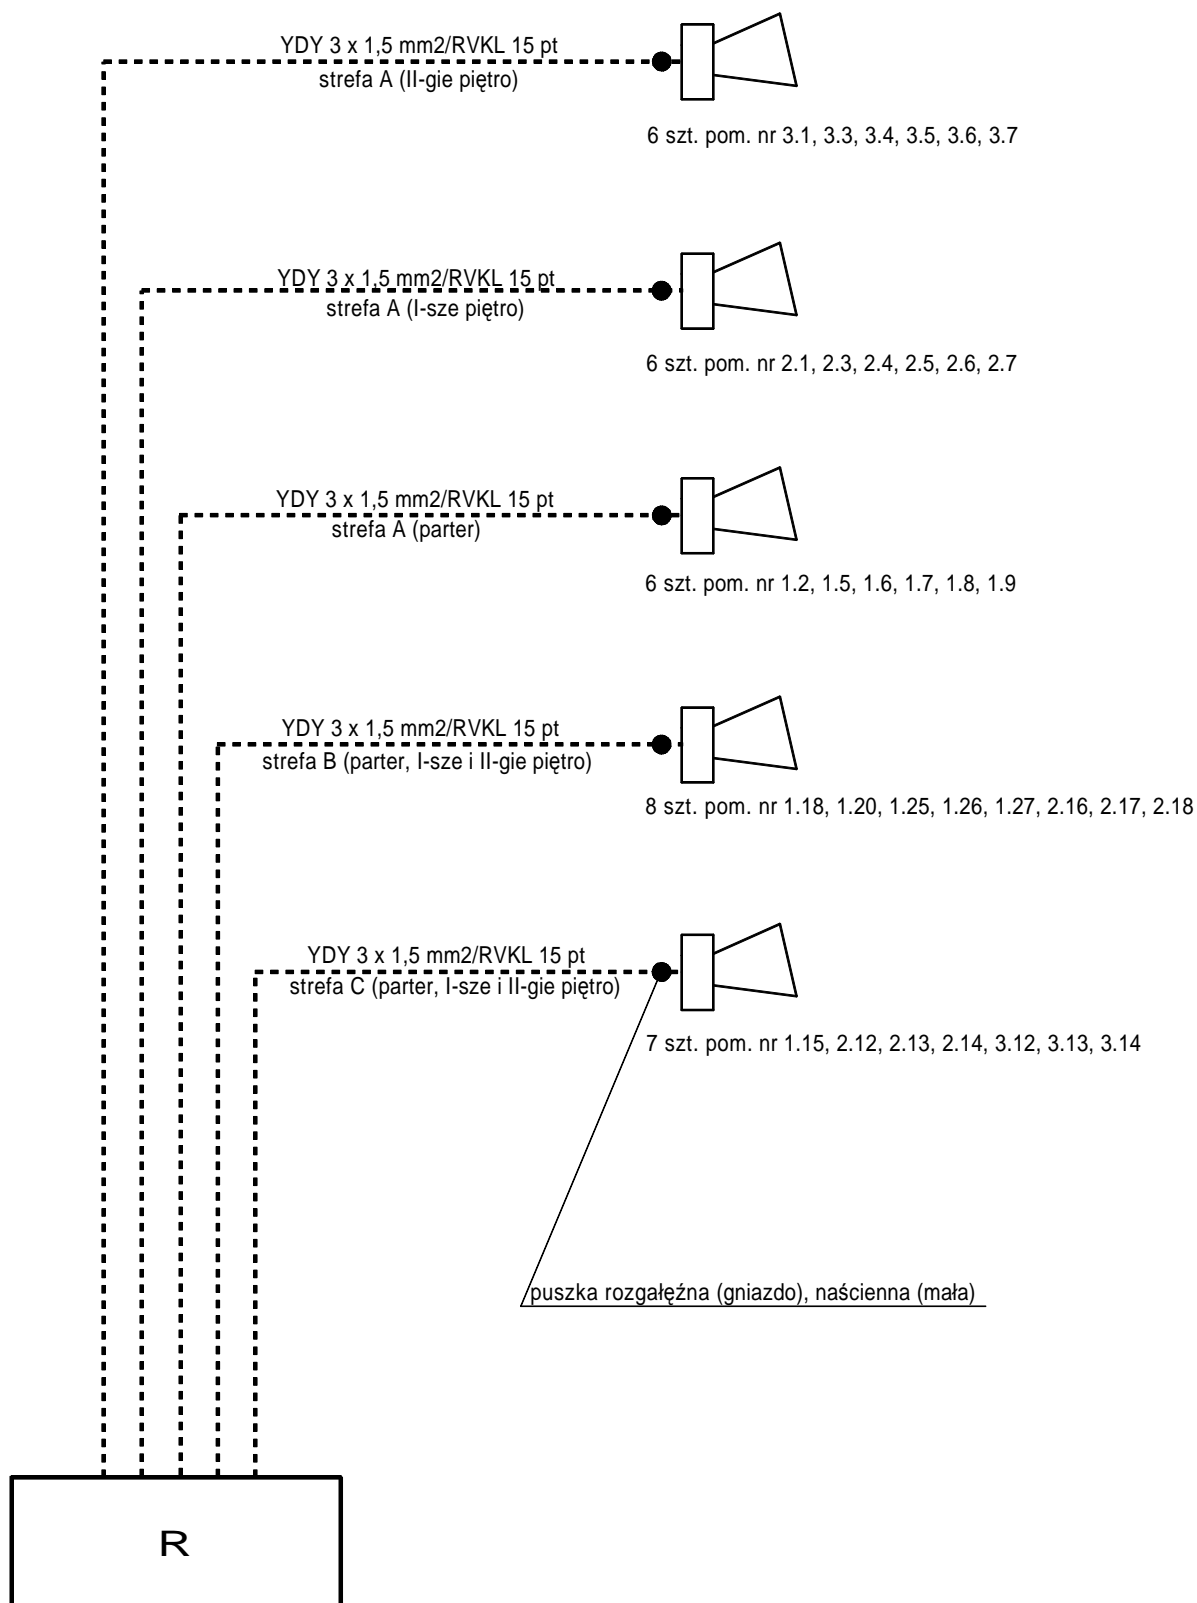 YDY 3 x 1,5 mm2/RVKL 15 pt
strefa A (II-gie piętro)
6 szt. pom. nr 3.1, 3.3, 3.4, 3.5, 3.6, 3.7
YDY 3 x 1,5 mm2/RVKL 15 pt
strefa A (I-sze piętro)
6 szt. pom. nr 2.1, 2.3, 2.4, 2.5, 2.6, 2.7
YDY 3 x 1,5 mm2/RVKL 15 pt
strefa A (parter)
6 szt. pom. nr 1.2, 1.5, 1.6, 1.7, 1.8, 1.9
YDY 3 x 1,5 mm2/RVKL 15 pt
strefa B (parter, I-sze i II-gie piętro)
8 szt. pom. nr 1.18, 1.20, 1.25, 1.26, 1.27, 2.16, 2.17, 2.18
YDY 3 x 1,5 mm2/RVKL 15 pt
strefa C (parter, I-sze i II-gie piętro)
7 szt. pom. nr 1.15, 2.12, 2.13, 2.14, 3.12, 3.13, 3.14
puszka rozgałęźna (gniazdo), naścienna (mała)
R